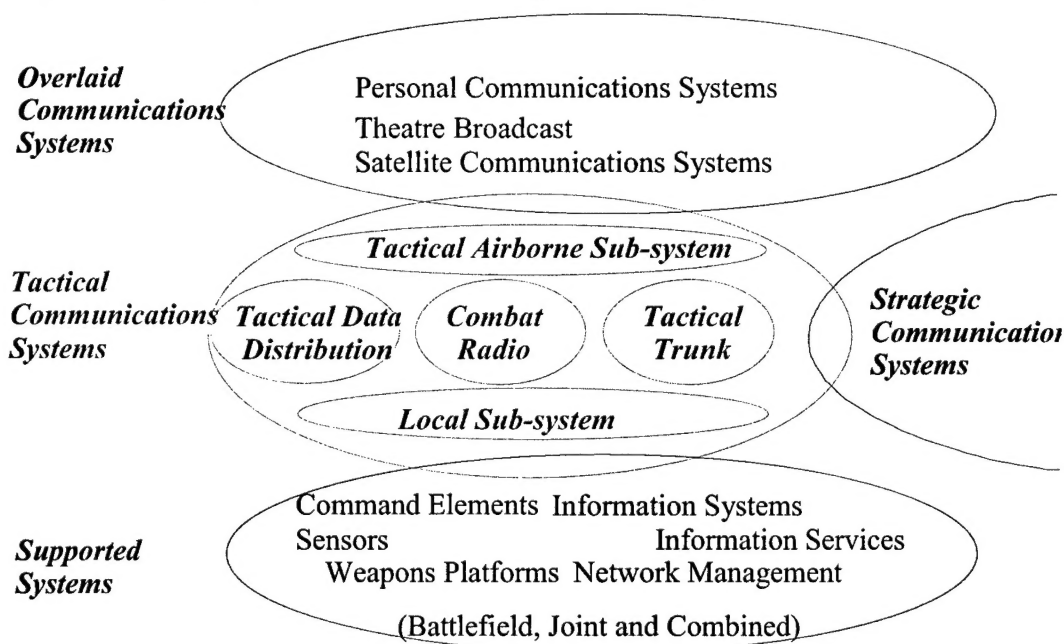 Overlaid
Communications
Systems
Personal Communications Systems
Theatre Broadcast
Satellite Communications Systems
Tactical
Communications
Systems
Tactical Airborne Sub-system
Tactical Data
Distribution
Combat
Radio
Tactical
Trunk
Local Sub-system
Strategic
Communication
Systems
Supported
Systems
Command Elements Information Systems
Sensors Information Services
Weapons Platforms Network Management
(Battlefield, Joint and Combined)